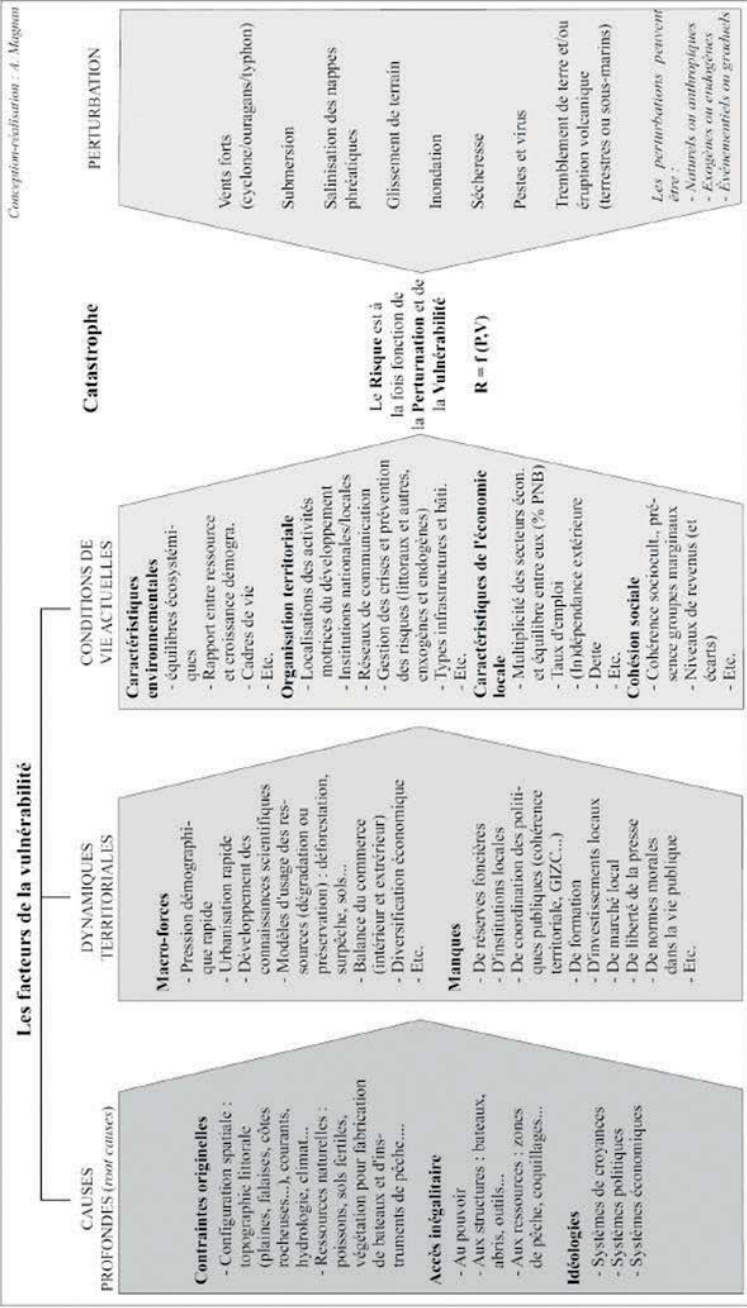 Conception-réalisation : A. Magnan
Les facteurs de la vulnérabilité
CAUSES
PROFONDES (root causes)
Contraintes originelles
- Configuration spatiale :
topographie littorale
(plaines, falaises, côtes
rocheuses...), courants,
hydrologie, climat...
- Ressources naturelles :
poissons, sols fertiles,
végétation pour fabrication
de bateaux et d'ins-
truments de pêche....
Accès inégalitaire
- Au pouvoir
- Aux structures : bateaux,
abris, outils...
- Aux ressources : zones
de pêche, coquillages...
Idéologies
- Systèmes de croyances
- Systèmes politiques
- Systèmes économiques
DYNAMIQUES
TERRITORIALES
Macro-forces
- Pression démographi-
que rapide
- Urbanisation rapide
- Développement des
connaissances scientifiques
- Modèles d'usage des res-
sources (dégradation ou
préservation) : déforestation,
surpêche, sols...
- Balance du commerce
(intérieur et extrérieur)
- Diversification économique
- Etc.
Manques
- De réserves foncières
- D'institutions locales
- De coordination des politi-
ques publiques (cohérence
territoriale, GIZC...)
- De formation
- D'investissements locaux
- De marché local
- De liberté de la presse
- De normes morales
dans la vie publique
- Etc.
CONDITIONS DE
VIE ACTUELLES
Caractéristiques
environnementales
- équilibres écosystémi-
ques
- Rapport entre ressource
et croissance démogra.
- Cadres de vie
- Etc.
Organisation territoriale
- Localisations des activités
motrices du développement
- Institutions nationales/locales
- Réseaux de communication
- Gestion des crises et prévention
des risques (littoraux et autres,
enxogènes et endogènes)
- Types infrastructures et bâti.
- Etc.
Caractéristiques de l'économie
locale
- Multiplicité des secteurs écon.
et équilibre entre eux (% PNB)
- Taux d'emploi
- (In)dépendance extérieure
- Dette
- Etc.
Cohésion sociale
- Cohérence sociocult., pré-
sence groupes marginaux
- Niveaux de revenus (et
écarts)
- Etc.
Catastrophe
Le Risque est à
la fois fonction de
la Perturnation et de
la Vulnérabilité
R = f (P,V)
PERTURBATION
Vents forts
(cyclone/ouragans/typhon)
Submersion
Salinisation des nappes
phréatiques
Glissement de terrain
Inondation
Sécheresse
Pestes et virus
Tremblement de terre et/ou
éruption volcanique
(terrestres ou sous-marins)
Les perturbations peuvent
être :
- Naturels ou anthropiques
- Exogènes ou endogènes
- Évènementiels ou graduels